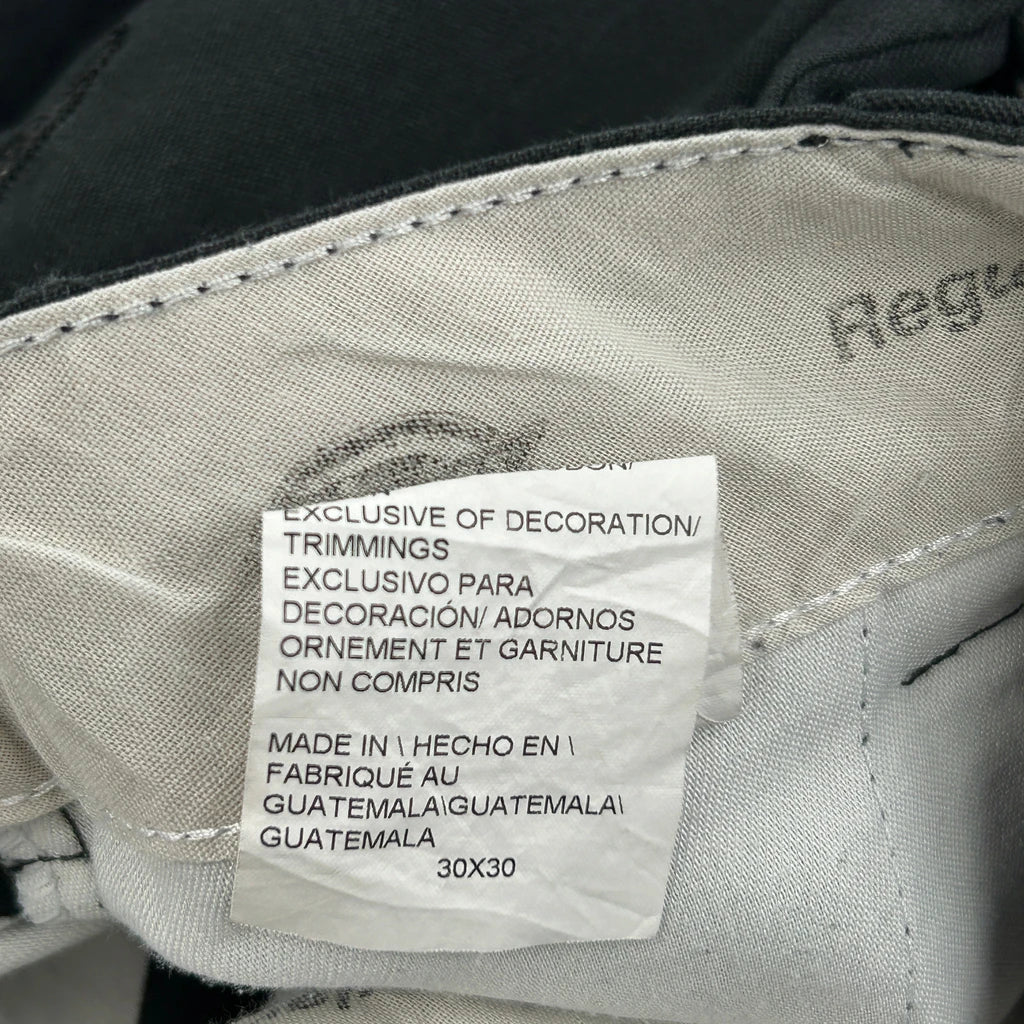 Regu
EXCLUSIVE OF DECORATION/
TRIMMINGS
EXCLUSIVO PARA
DECORACIÓN/ ADORNOS
ORNEMENT ET GARNITURE
NON COMPRIS
MADE IN \ HECHO EN \
FABRIQUÉ AU
GUATEMALA\GUATEMALA\
GUATEMALA
30X30